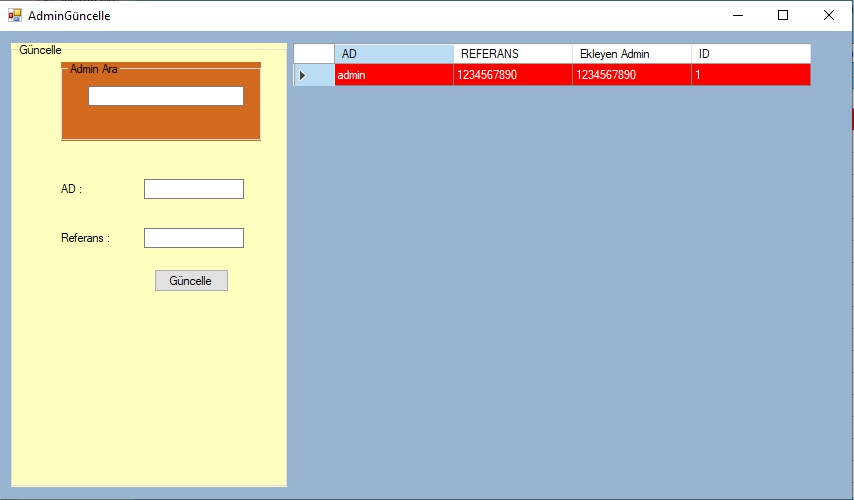 AdminGüncelle
Güncelle
Admin Ara
AD :
Referans :
Güncelle
AD REFERANS Ekleyen Admin ID
admin 1234567890 1234567890 1